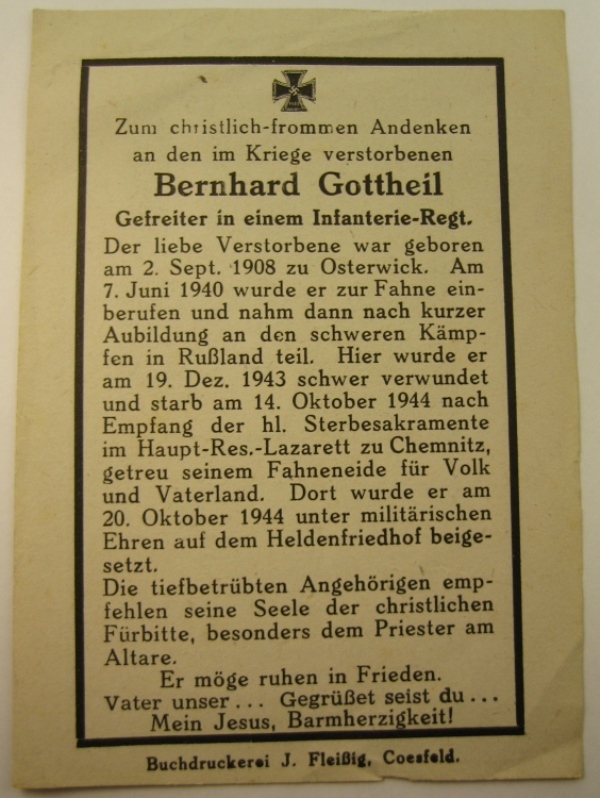 Zum christlich-frommen Andenken
an den im Kriege verstorbenen
Bernhard Gottheil
Gefreiter in einem Infanterie-Regt.
Der liebe Verstorbene war geboren
am 2. Sept. 1908 zu Osterwick. Am
7. Juni 1940 wurde er zur Fahne ein-
berufen und nahm dann nach kurzer
Aubildung an den schweren Kämp-
fen in Rußland teil. Hier wurde er
am 19. Dez. 1943 schwer verwundet
und starb am 14. Oktober 1944 nach
Empfang der hl. Sterbesakramente
im Haupt-Res.-Lazarett zu Chemnitz,
getreu seinem Fahneneide für Volk
und Vaterland. Dort wurde er am
20. Oktober 1944 unter militärischen
Ehren auf dem Heldenfriedhof beige-
setzt.
Die tiefbetrübten Angehörigen emp-
fehlen seine Seele der christlichen
Fürbitte, besonders dem Priester am
Altare.
Er möge ruhen in Frieden.
Vater unser ... Gegrüßet seist du ...
Mein Jesus, Barmherzigkeit!
Buchdruckerei J. Fleißig, Coesfeld.